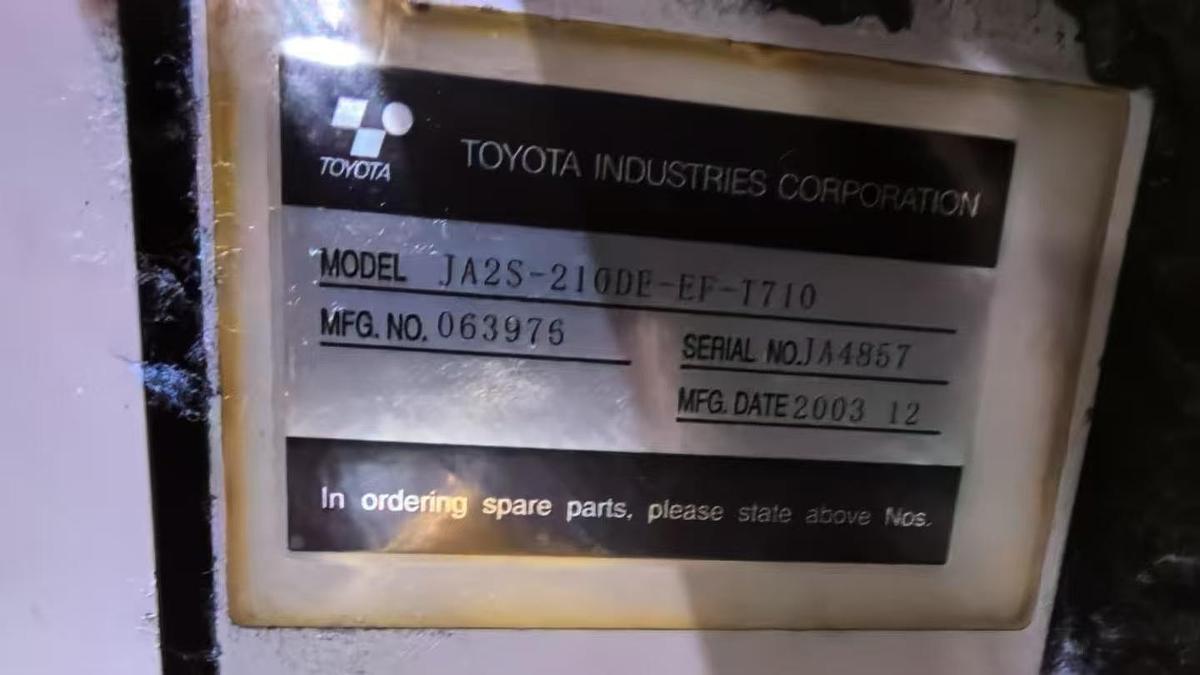 TOYOTA
TOYOTA INDUSTRIES CORPORATION
MODEL JA2S-210DE-EF-T710
MFG. NO. 063976
SERIAL NO. JA4857
MFG. DATE 2003 12
In ordering spare parts, please state above Nos.